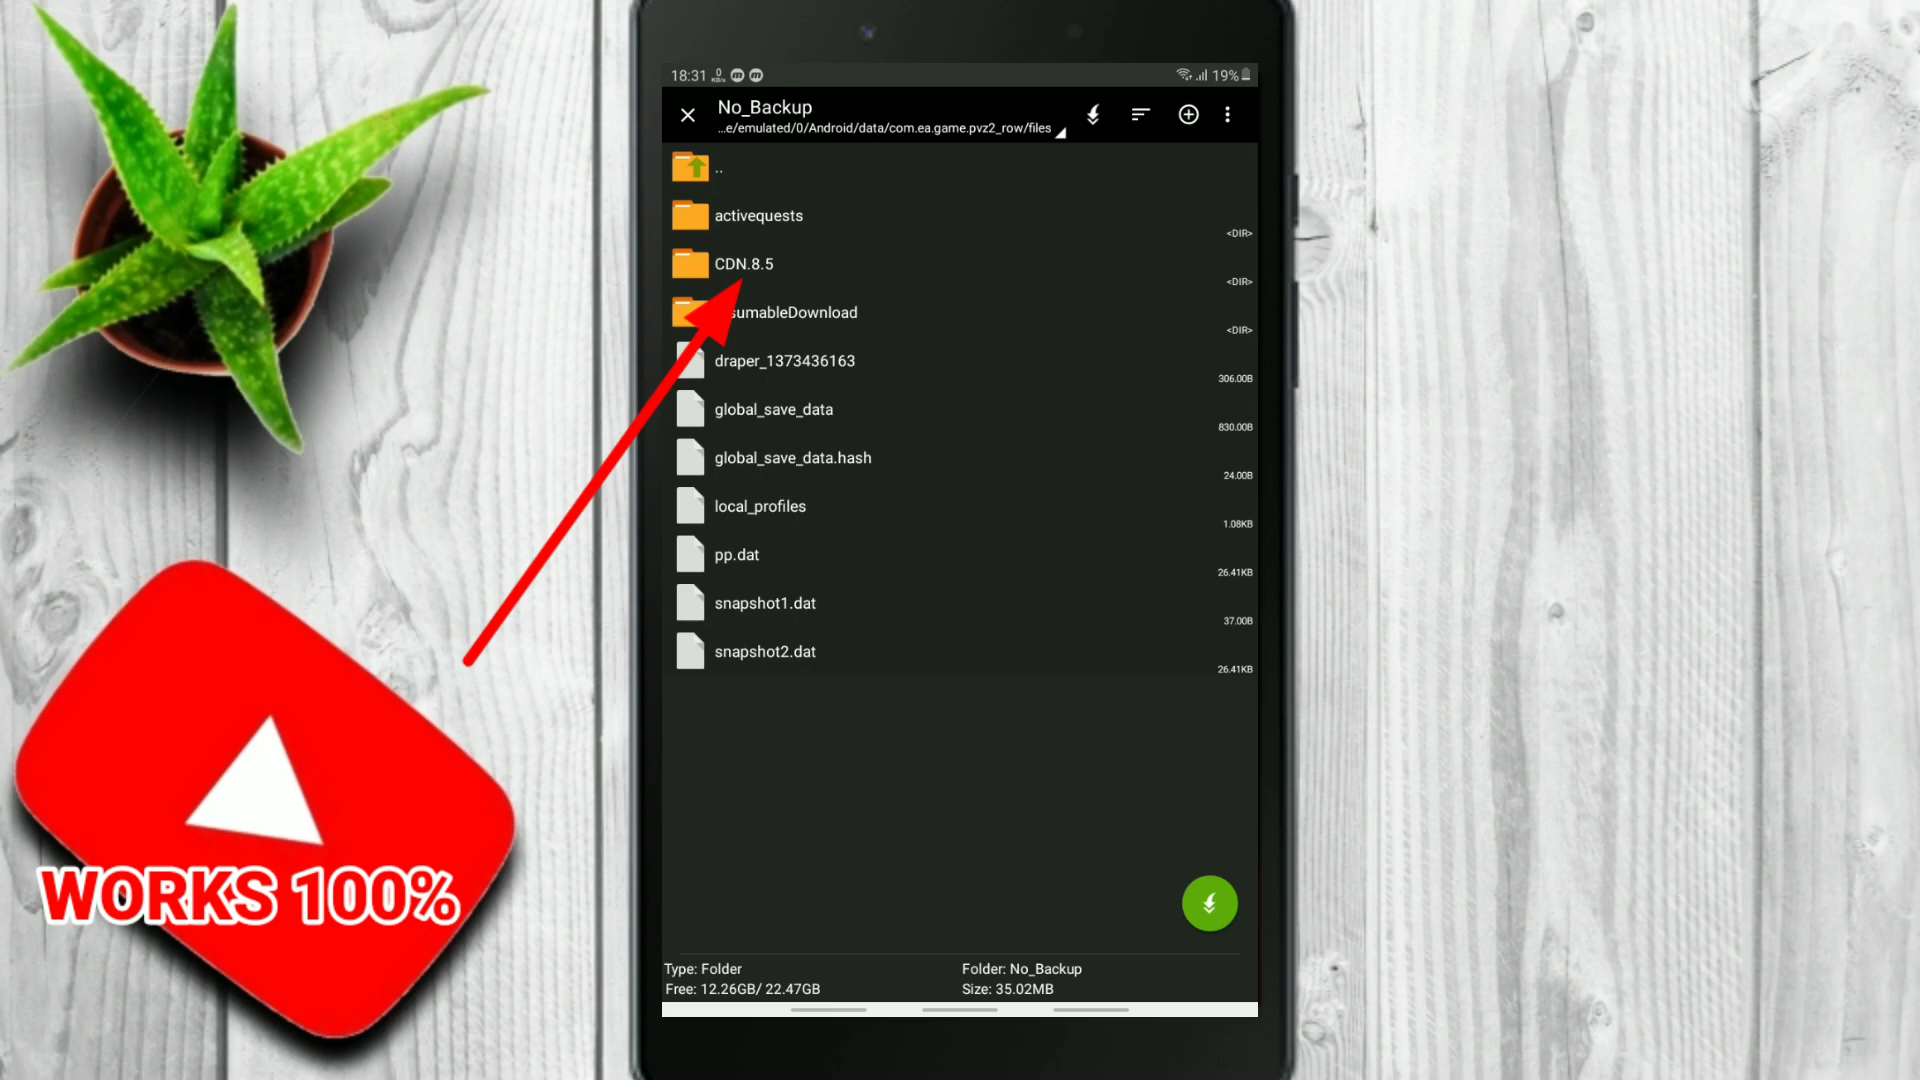 18:31 0 KB/s 19%
No_Backup
...e/emulated/0/Android/data/com.ea.game.pvz2_row/files
..
activequests
<DIR>
CDN.8.5
<DIR>
sumableDownload
<DIR>
draper_1373436163
306.00B
global_save_data
830.00B
global_save_data.hash
24.00B
local_profiles
1.08KB
pp.dat
26.41KB
snapshot1.dat
37.00B
snapshot2.dat
26.41KB
WORKS 100%
Type: Folder
Folder: No_Backup
Free: 12.26GB/ 22.47GB
Size: 35.02MB